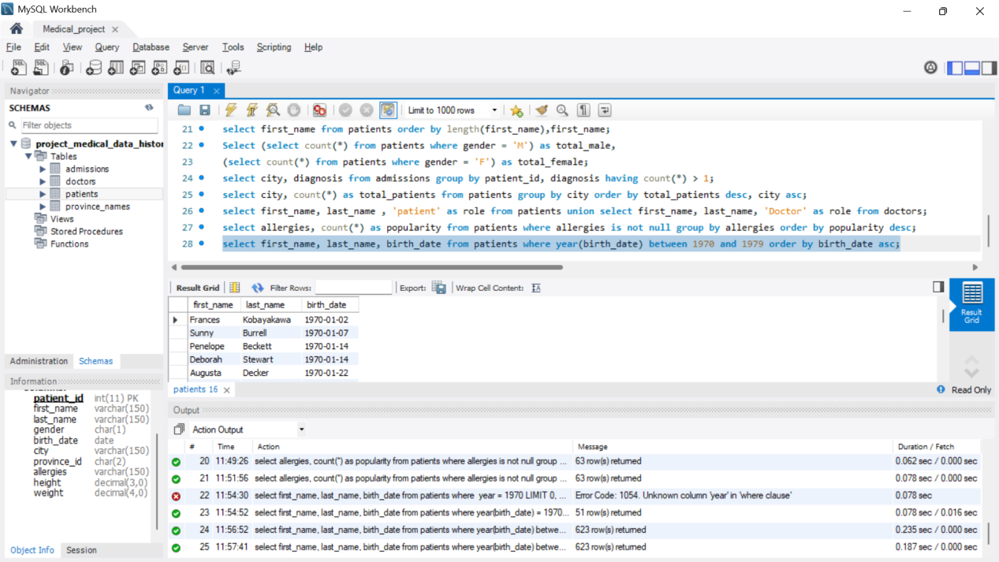 MySQL Workbench
Medical_project
File Edit View Query Database Server Tools Scripting Help
Navigator
SCHEMAS
Filter objects
project_medical_data_histor
Tables
admissions
doctors
patients
province_names
Views
Stored Procedures
Functions
Administration Schemas
Information
patient_id int(11) PK
first_name varchar(150)
last_name varchar(150)
gender char(1)
birth_date date
city varchar(150)
province_id char(2)
allergies varchar(150)
height decimal(3,0)
weight decimal(4,0)
Object Info Session
Query 1
Limit to 1000 rows
21 select first_name from patients order by length(first_name),first_name;
22 Select (select count(*) from patients where gender = 'M') as total_male,
23 (select count(*) from patients where gender = 'F') as total_female;
24 select city, diagnosis from admissions group by patient_id, diagnosis having count(*) > 1;
25 select city, count(*) as total_patients from patients group by city order by total_patients desc, city asc;
26 select first_name, last_name , 'patient' as role from patients union select first_name, last_name, 'Doctor' as role from doctors;
27 select allergies, count(*) as popularity from patients where allergies is not null group by allergies order by popularity desc;
28 select first_name, last_name, birth_date from patients where year(birth_date) between 1970 and 1979 order by birth_date asc;
Result Grid Filter Rows: Export: Wrap Cell Content:
first_name last_name birth_date
Frances Kobayakawa 1970-01-02
Sunny Burrell 1970-01-07
Penelope Beckett 1970-01-14
Deborah Stewart 1970-01-14
Augusta Decker 1970-01-22
Result
Grid
patients 16
Read Only
Output
Action Output
# Time Action Message Duration / Fetch
20 11:49:26 select allergies, count(*) as popularity from patients where allergies is not null group ... 63 row(s) returned 0.062 sec / 0.000 sec
21 11:51:56 select allergies, count(*) as popularity from patients where allergies is not null group ... 63 row(s) returned 0.078 sec / 0.000 sec
22 11:54:30 select first_name, last_name, birth_date from patients where year = 1970 LIMIT 0, ... Error Code: 1054. Unknown column 'year' in 'where clause' 0.078 sec
23 11:54:52 select first_name, last_name, birth_date from patients where year(birth_date) = 1970... 51 row(s) returned 0.078 sec / 0.016 sec
24 11:56:52 select first_name, last_name, birth_date from patients where year(birth_date) betwe... 623 row(s) returned 0.235 sec / 0.000 sec
25 11:57:41 select first_name, last_name, birth_date from patients where year(birth_date) betwe... 623 row(s) returned 0.187 sec / 0.000 sec